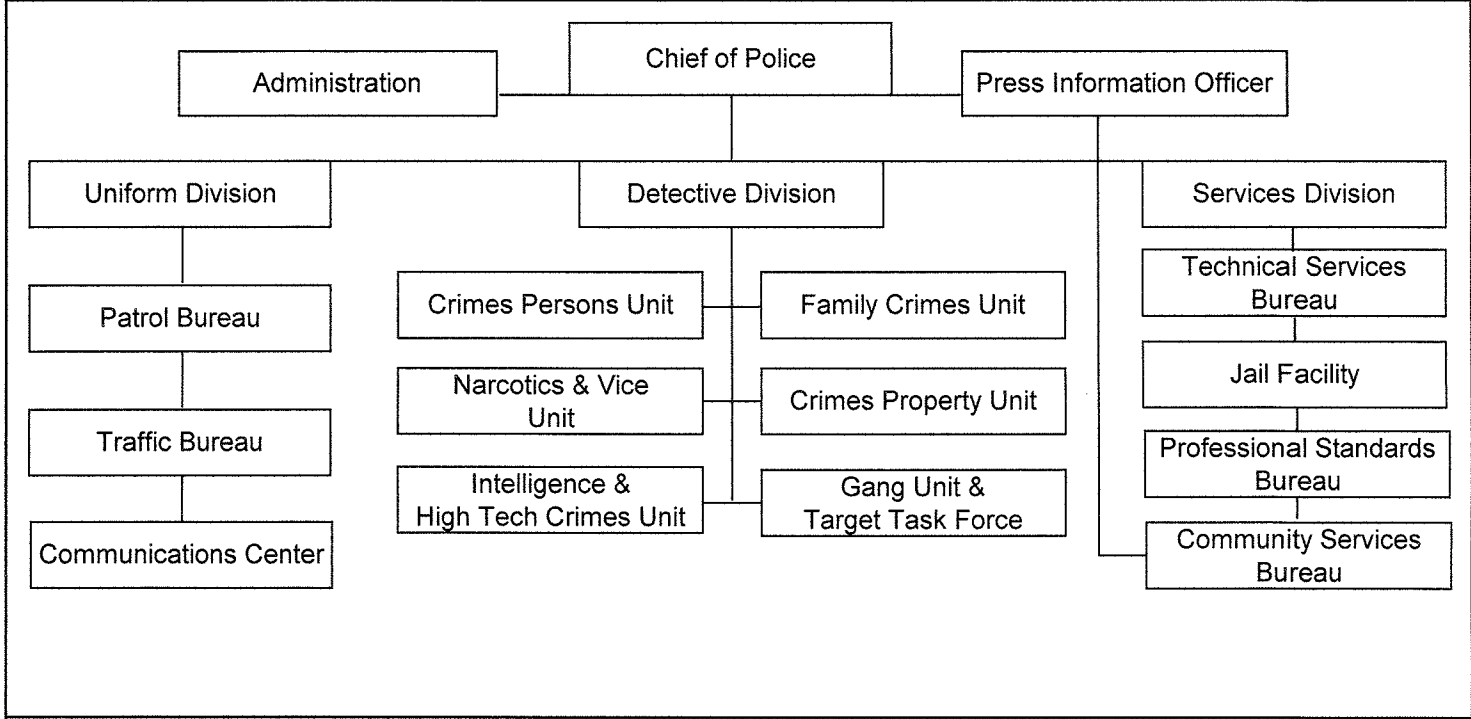 Chief of Police
Administration
Press Information Officer
Uniform Division
Detective Division
Services Division
Patrol Bureau
Traffic Bureau
Communications Center
Crimes Persons Unit
Family Crimes Unit
Narcotics & Vice
Unit
Crimes Property Unit
Intelligence &
High Tech Crimes Unit
Gang Unit &
Target Task Force
Technical Services
Bureau
Jail Facility
Professional Standards
Bureau
Community Services
Bureau